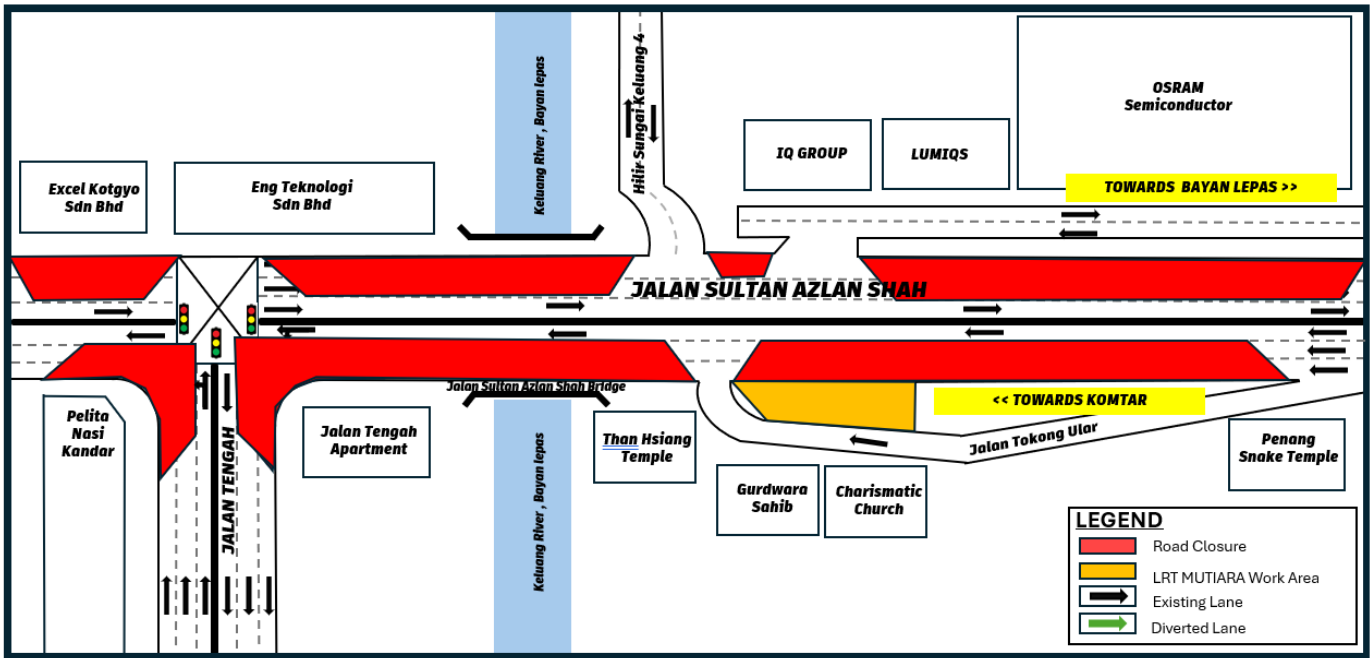 Keluang River , Bayan lepas
Hilir Sungai Keluang 4
OSRAM
Semiconductor
IQ GROUP
LUMIQS
Excel Kotgyo
Sdn Bhd
Eng Teknologi
Sdn Bhd
TOWARDS BAYAN LEPAS >>
JALAN SULTAN AZLAN SHAH
Jalan Sultan Azlan Shah Bridge
<< TOWARDS KOMTAR
Pelita
Nasi
Kandar
JALAN TENGAH
Jalan Tengah
Apartment
Keluang River , Bayan lepas
Than Hsiang
Temple
Jalan Tokong Ular
Penang
Snake Temple
Gurdwara
Sahib
Charismatic
Church
LEGEND
Road Closure
LRT MUTIARA Work Area
Existing Lane
Diverted Lane